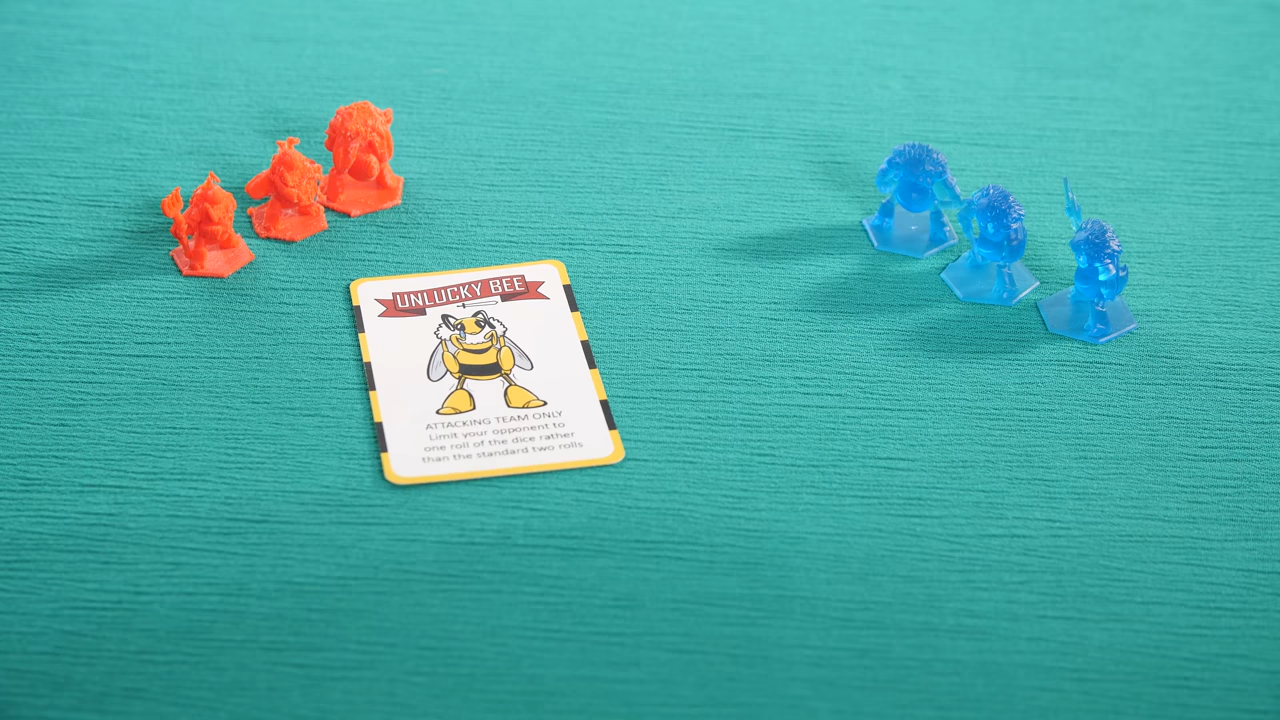 UNLUCKY BEE
ATTACKING TEAM ONLY
Limit your opponent to
one roll of the dice rather
than the standard two rolls